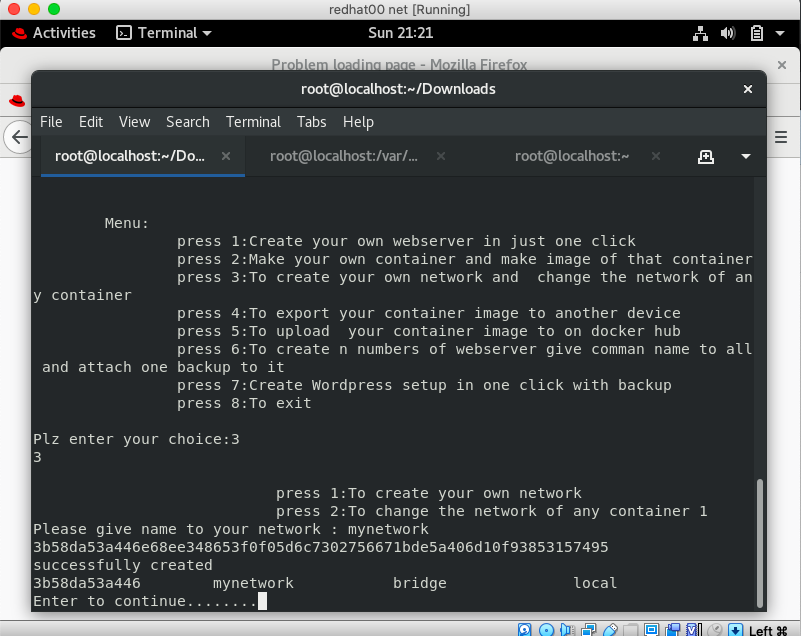 redhat00 net [Running]
Activities Terminal Sun 21:21
Problem loading page - Mozilla Firefox
root@localhost:~/Downloads
File Edit View Search Terminal Tabs Help
root@localhost:~/Do... root@localhost:/var/... root@localhost:~
Menu:
press 1:Create your own webserver in just one click
press 2:Make your own container and make image of that container
press 3:To create your own network and  change the network of an
y container
press 4:To export your container image to another device
press 5:To upload  your container image to on docker hub
press 6:To create n numbers of webserver give comman name to all
and attach one backup to it
press 7:Create Wordpress setup in one click with backup
press 8:To exit
Plz enter your choice:3
3
press 1:To create your own network
press 2:To change the network of any container 1
Please give name to your network : mynetwork
3b58da53a446e68ee348653f0f05d6c7302756671bde5a406d10f93853157495
successfully created
3b58da53a446 mynetwork bridge local
Enter to continue........
Left ⌘